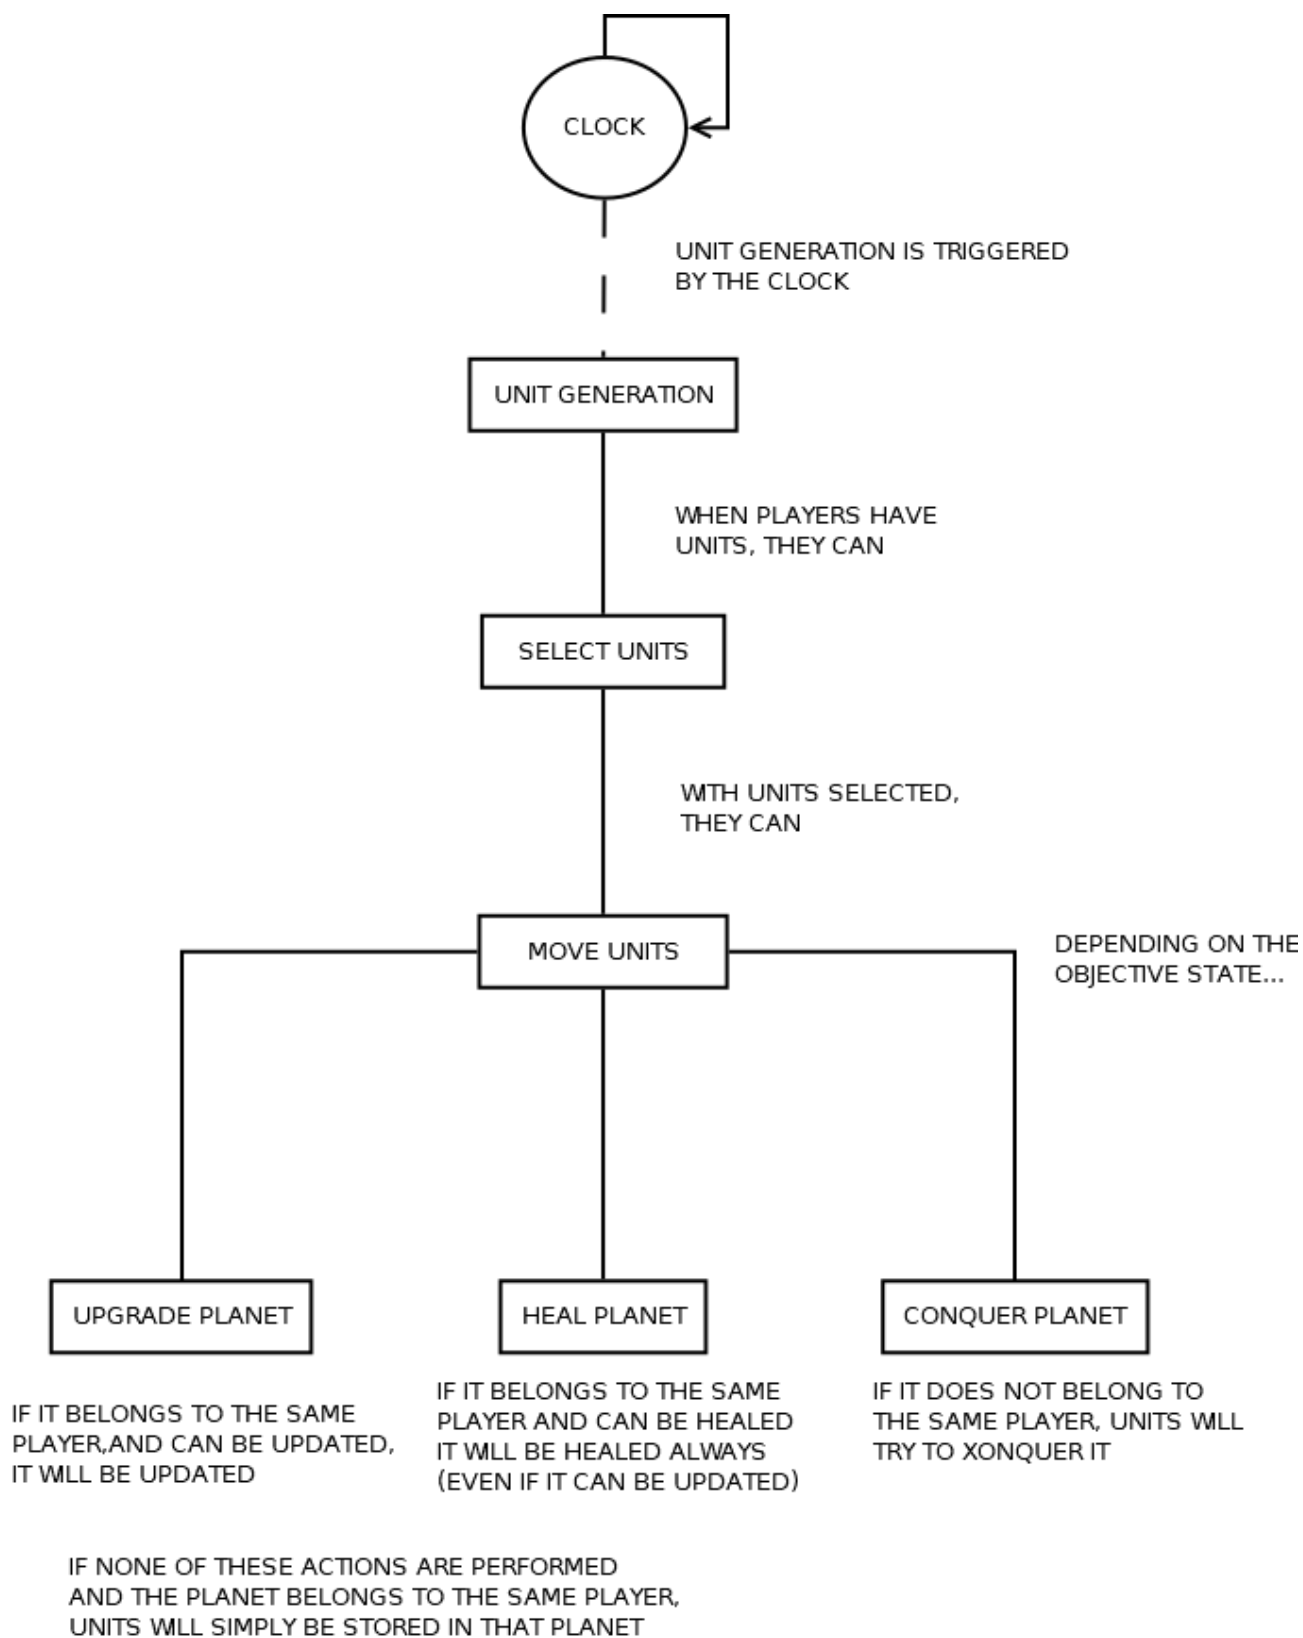 CLOCK
UNIT GENERATION IS TRIGGERED
BY THE CLOCK
UNIT GENERATION
WHEN PLAYERS HAVE
UNITS, THEY CAN
SELECT UNITS
WITH UNITS SELECTED,
THEY CAN
MOVE UNITS
DEPENDING ON THE
OBJECTIVE STATE...
UPGRADE PLANET
HEAL PLANET
CONQUER PLANET
IF IT BELONGS TO THE SAME
PLAYER,AND CAN BE UPDATED,
IT WILL BE UPDATED
IF IT BELONGS TO THE SAME
PLAYER AND CAN BE HEALED
IT WILL BE HEALED ALWAYS
(EVEN IF IT CAN BE UPDATED)
IF IT DOES NOT BELONG TO
THE SAME PLAYER, UNITS WILL
TRY TO XONQUER IT
IF NONE OF THESE ACTIONS ARE PERFORMED
AND THE PLANET BELONGS TO THE SAME PLAYER,
UNITS WILL SIMPLY BE STORED IN THAT PLANET